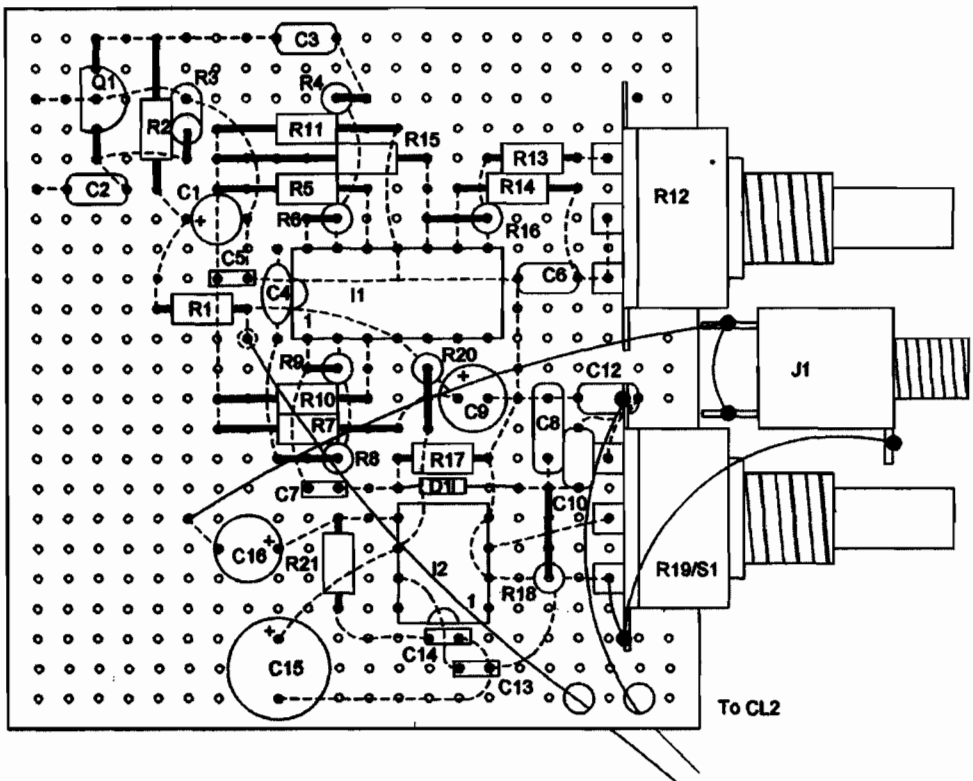 C3
Q1
R3
R4
R2
R11
R15
R13
R14
C2
C1
R5
R12
+
R6
R16
C5
C4
I1
C6
R1
1
R9
R20
+
C12
J1
R10
C9
C8
R7
R8
R17
C7
D1
C10
+
C16
R21
I2
R18
R19/S1
1
+
C15
C14
C13
To CL2